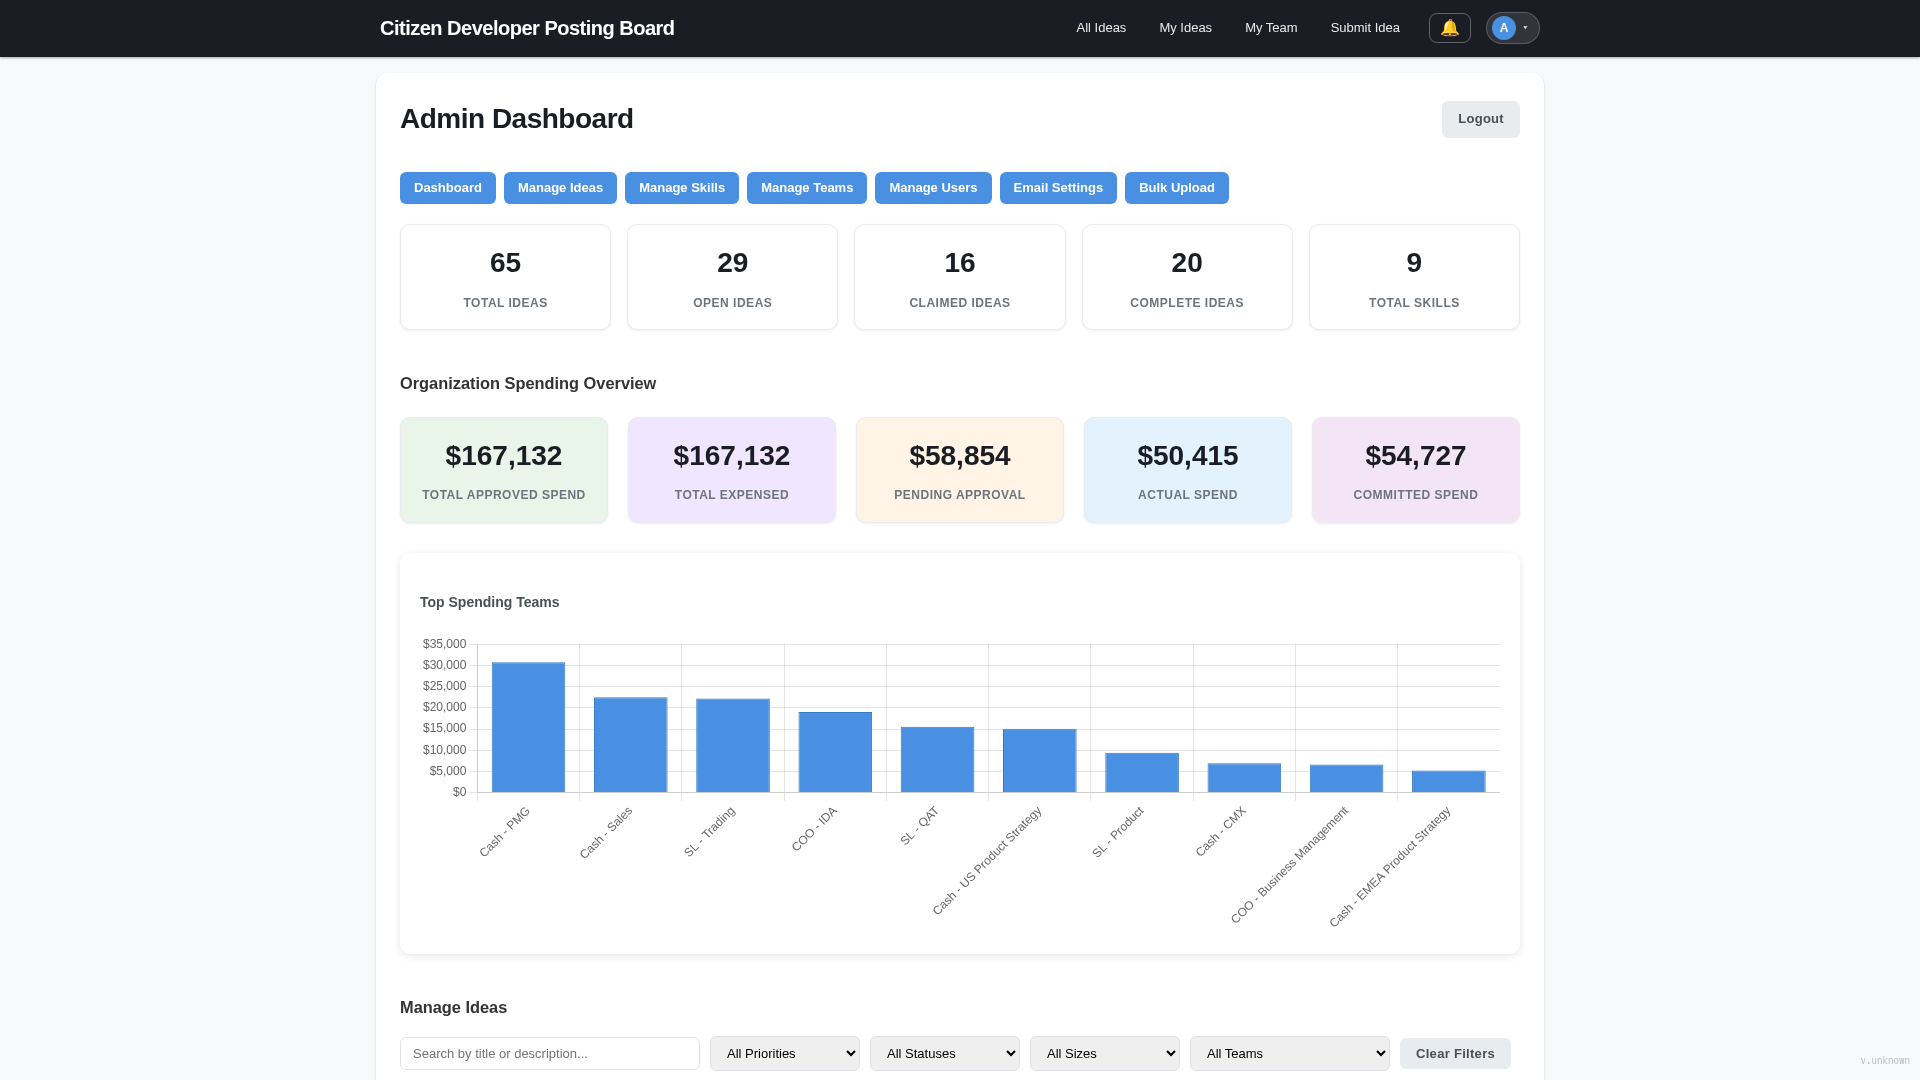 Citizen Developer Posting Board
All Ideas
My Ideas
My Team
Submit Idea
A
Admin Dashboard
Logout
Dashboard
Manage Ideas
Manage Skills
Manage Teams
Manage Users
Email Settings
Bulk Upload
65
TOTAL IDEAS
29
OPEN IDEAS
16
CLAIMED IDEAS
20
COMPLETE IDEAS
9
TOTAL SKILLS
Organization Spending Overview
$167,132
TOTAL APPROVED SPEND
$167,132
TOTAL EXPENSED
$58,854
PENDING APPROVAL
$50,415
ACTUAL SPEND
$54,727
COMMITTED SPEND
Top Spending Teams
$35,000
$30,000
$25,000
$20,000
$15,000
$10,000
$5,000
$0
Cash - PMG
Cash - Sales
SL - Trading
COO - IDA
SL - QAT
Cash - US Product Strategy
SL - Product
Cash - CMX
COO - Business Management
Cash - EMEA Product Strategy
Manage Ideas
Search by title or description...
All Priorities
All Statuses
All Sizes
All Teams
Clear Filters
v.unknown